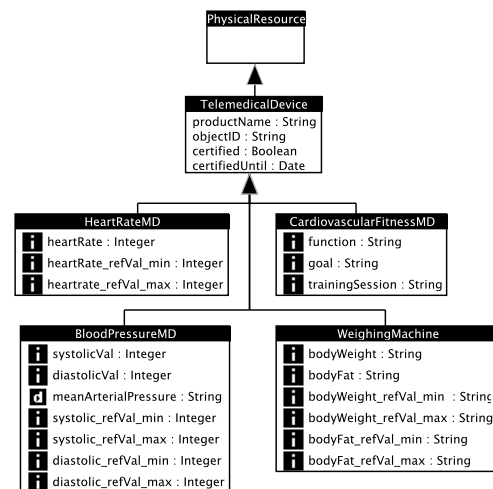 PhysicalResource
TelemedicalDevice
productName : String
objectID : String
certified : Boolean
certifiedUntil : Date
HeartRateMD
i heartRate : Integer
i heartRate_refVal_min : Integer
i heartrate_refVal_max : Integer
CardiovascularFitnessMD
i function : String
i goal : String
i trainingSession : String
BloodPressureMD
i systolicVal : Integer
i diastolicVal : Integer
d meanArterialPressure : String
i systolic_refVal_min : Integer
i systolic_refVal_max : Integer
i diastolic_refVal_min : Integer
i diastolic_refVal_max : Integer
WeighingMachine
i bodyWeight : String
i bodyFat : String
i bodyWeight_refVal_min : String
i bodyWeight_refVal_max : String
i bodyFat_refVal_min : String
i bodyFat_refVal_max : String